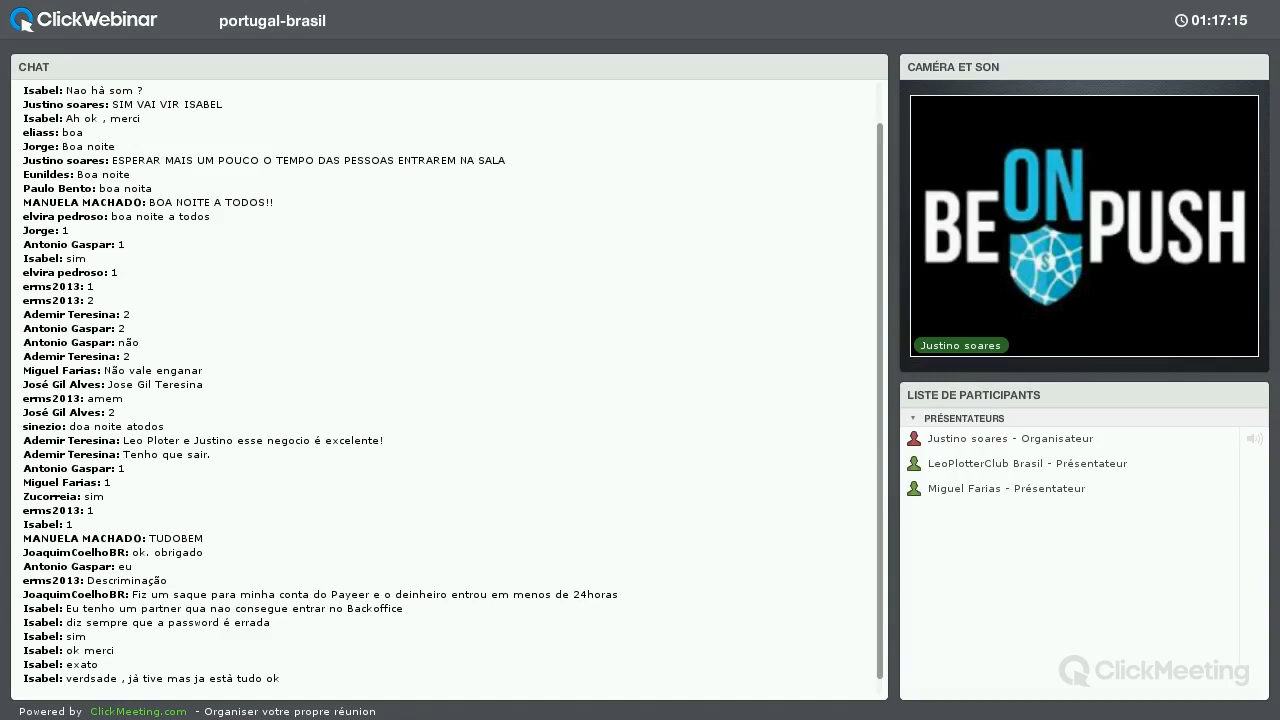 ClickWebinar
portugal-brasil
01:17:15
CHAT
Isabel: Nao hà som ?
Justino soares: SIM VAI VIR ISABEL
Isabel: Ah ok , merci
eliass: boa
Jorge: Boa noite
Justino soares: ESPERAR MAIS UM POUCO O TEMPO DAS PESSOAS ENTRAREM NA SALA
Eunildes: Boa noite
Paulo Bento: boa noita
MANUELA MACHADO: BOA NOITE A TODOS!!
elvira pedroso: boa noite a todos
Jorge: 1
Antonio Gaspar: 1
Isabel: sim
elvira pedroso: 1
erms2013: 1
erms2013: 2
Ademir Teresina: 2
Antonio Gaspar: 2
Antonio Gaspar: não
Ademir Teresina: 2
Miguel Farias: Não vale enganar
José Gil Alves: Jose Gil Teresina
erms2013: amem
José Gil Alves: 2
sinezio: doa noite atodos
Ademir Teresina: Leo Ploter e Justino esse negocio é excelente!
Ademir Teresina: Tenho que sair.
Antonio Gaspar: 1
Miguel Farias: 1
Zucorreia: sim
erms2013: 1
Isabel: 1
MANUELA MACHADO: TUDOBEM
JoaquimCoelhoBR: ok. obrigado
Antonio Gaspar: eu
erms2013: Descriminação
JoaquimCoelhoBR: Fiz um saque para minha conta do Payeer e o deinheiro entrou em menos de 24horas
Isabel: Eu tenho um partner qua nao consegue entrar no Backoffice
Isabel: diz sempre que a password é errada
Isabel: sim
Isabel: ok merci
Isabel: exato
Isabel: verdsade , jà tive mas ja està tudo ok
CAMÉRA ET SON
BE ON PUSH
S
Justino soares
LISTE DE PARTICIPANTS
PRÉSENTATEURS
Justino soares - Organisateur
LeoPlotterClub Brasil - Présentateur
Miguel Farias - Présentateur
ClickMeeting
Powered by ClickMeeting.com - Organiser votre propre réunion